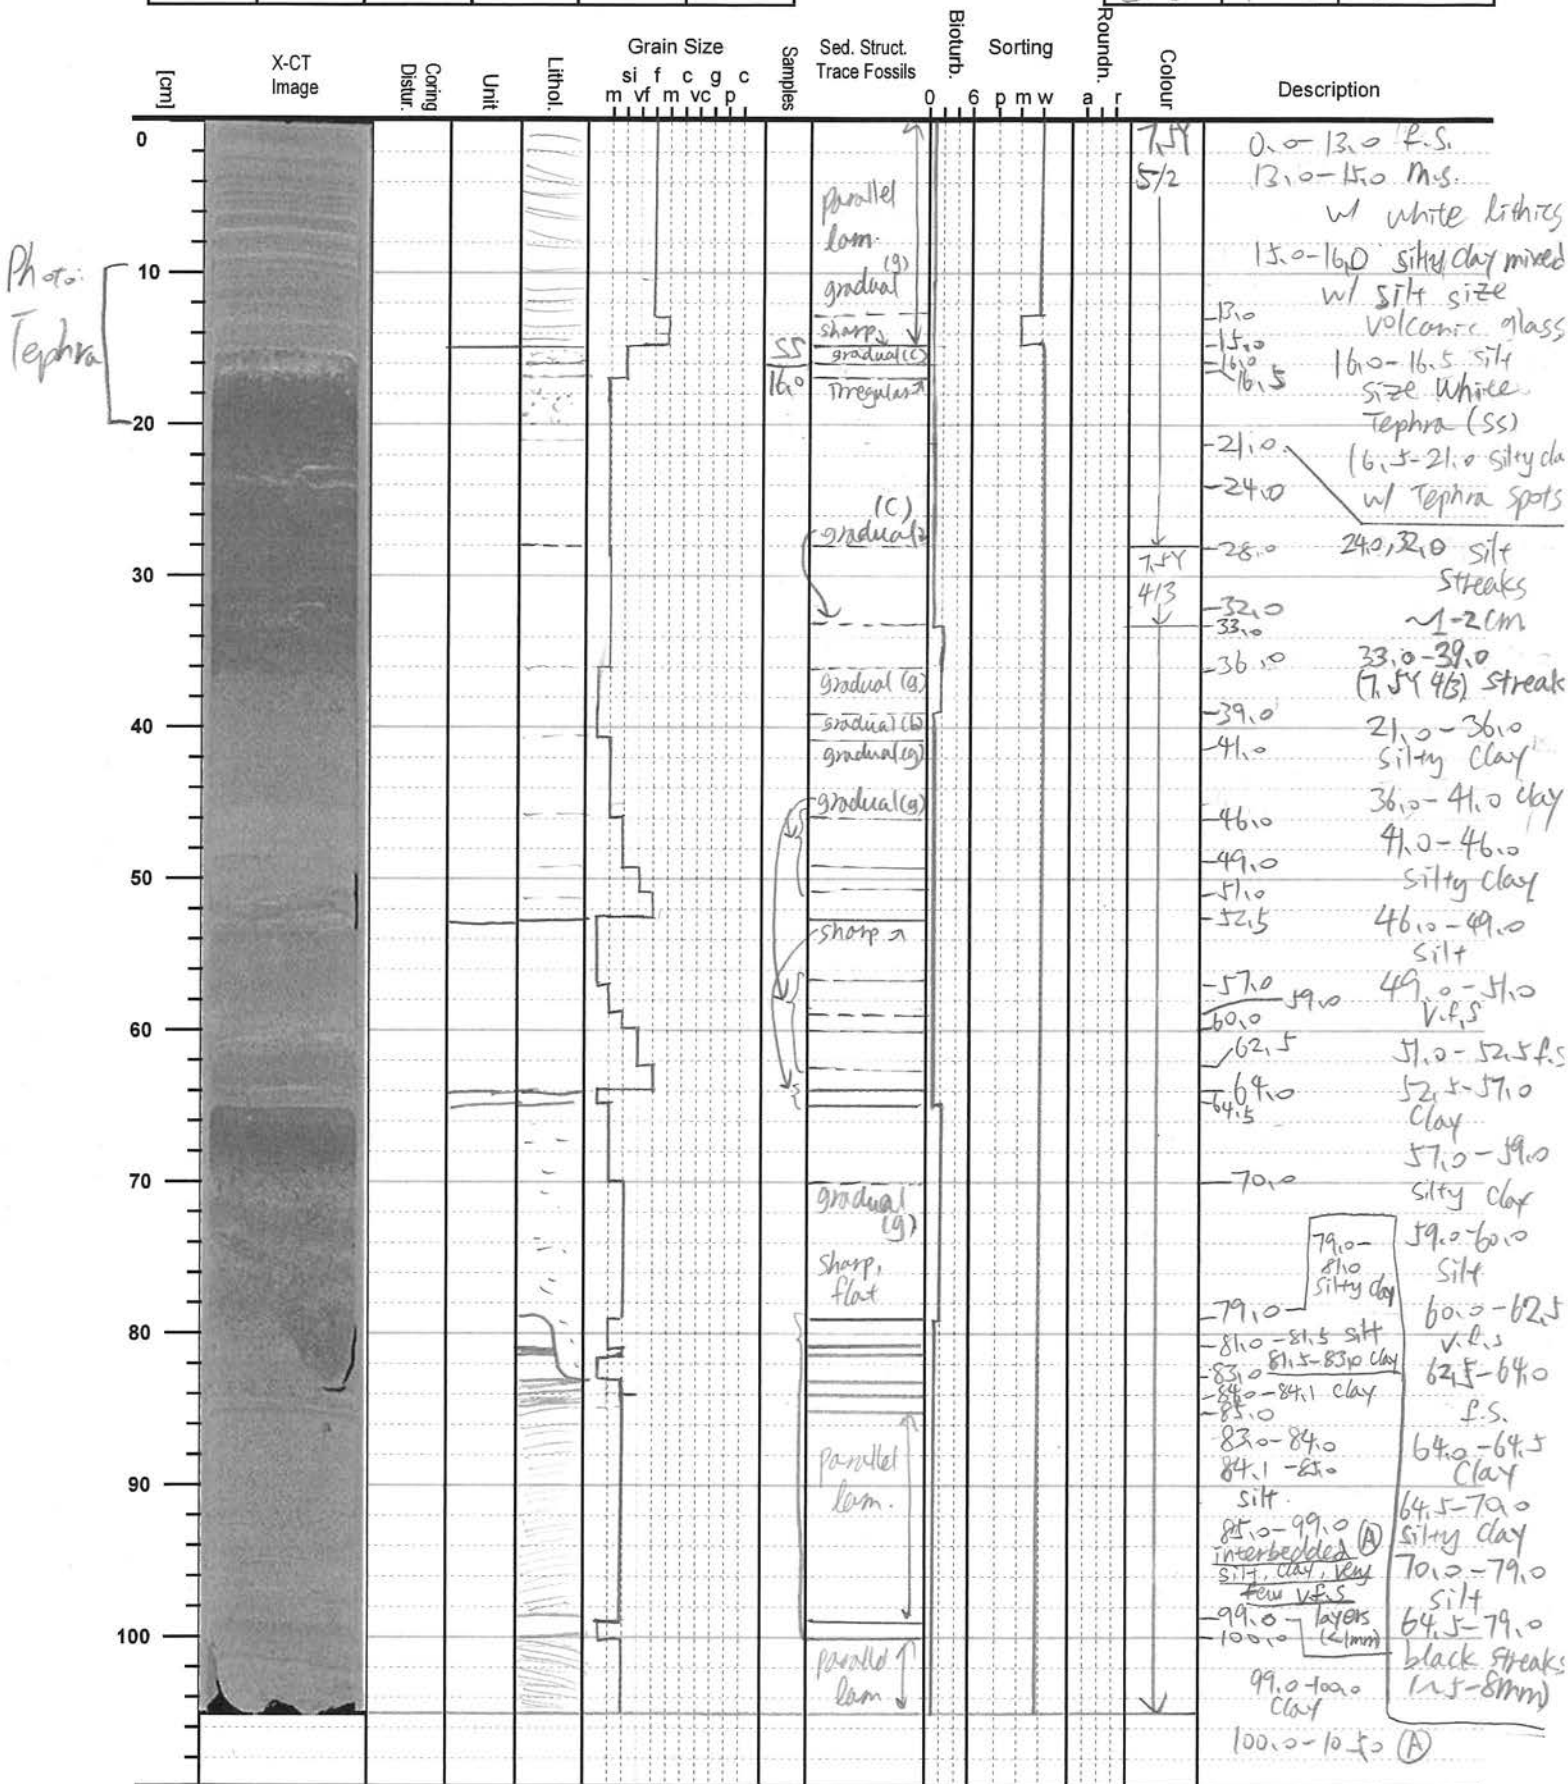 [cm]
X-CT
Image
Coring
Distur.
Unit
Lithol.
Grain Size
si f c g c
m vf m vc p
Samples
Sed. Struct.
Trace Fossils
Bioturb.
0 6
Sorting
p m w
Roundn.
a r
Colour
Description
0
10
20
30
40
50
60
70
80
90
100
Photo:
Tephra
SS
16.0
parallel
lam.
(g)
gradual
sharp
gradual(c)
Irregular
(c)
gradual
gradual (g)
gradual (b)
gradual(g)
gradual(g)
sharp
gradual
(g)
sharp,
flat
parallel
lam.
parallel
lam
7.5Y
5/2
7.5Y
4/3
13.0
15.0
16.0
16.5
21.0
24.0
28.0
32.0
33.0
36.0
39.0
41.0
46.0
49.0
51.0
52.5
57.0
59.0
60.0
62.5
64.0
64.5
70.0
79.0
81.0-81.5 silt
83.0 81.5-83.0 clay
84.0-84.1 clay
85.0
83.0-84.0
84.1-85.0
silt.
85.0-99.0 (A)
interbedded
silt, clay, very
few v.f.s
99.0 layers
100.0 (<1mm)
99.0-100.0
clay
100.0-105.0 (A)
79.0-
81.0
silty clay
0.0-13.0 f.s.
13.0-15.0 m.s.
w/ white lithics
15.0-16.0 silty clay mixed
w/ silt size
volcanic glass
16.0-16.5 silt
size white
Tephra (SS)
16.5-21.0 silty cla
w/ Tephra spots
24.0, 32.0 silt
streaks
~1-2cm
33.0-39.0
(7.5Y 4/3) streak
21.0-36.0
silty clay
36.0-41.0 clay
41.0-46.0
silty clay
46.0-49.0
silt
49.0-51.0
v.f.s
51.0-52.5 f.s
52.5-57.0
clay
57.0-59.0
silty clay
59.0-60.0
silt
60.0-62.5
v.f.s
62.5-64.0
f.s.
64.0-64.5
clay
64.5-70.0
silty clay
70.0-79.0
silt
64.5-79.0
black streaks
(~5-8mm)